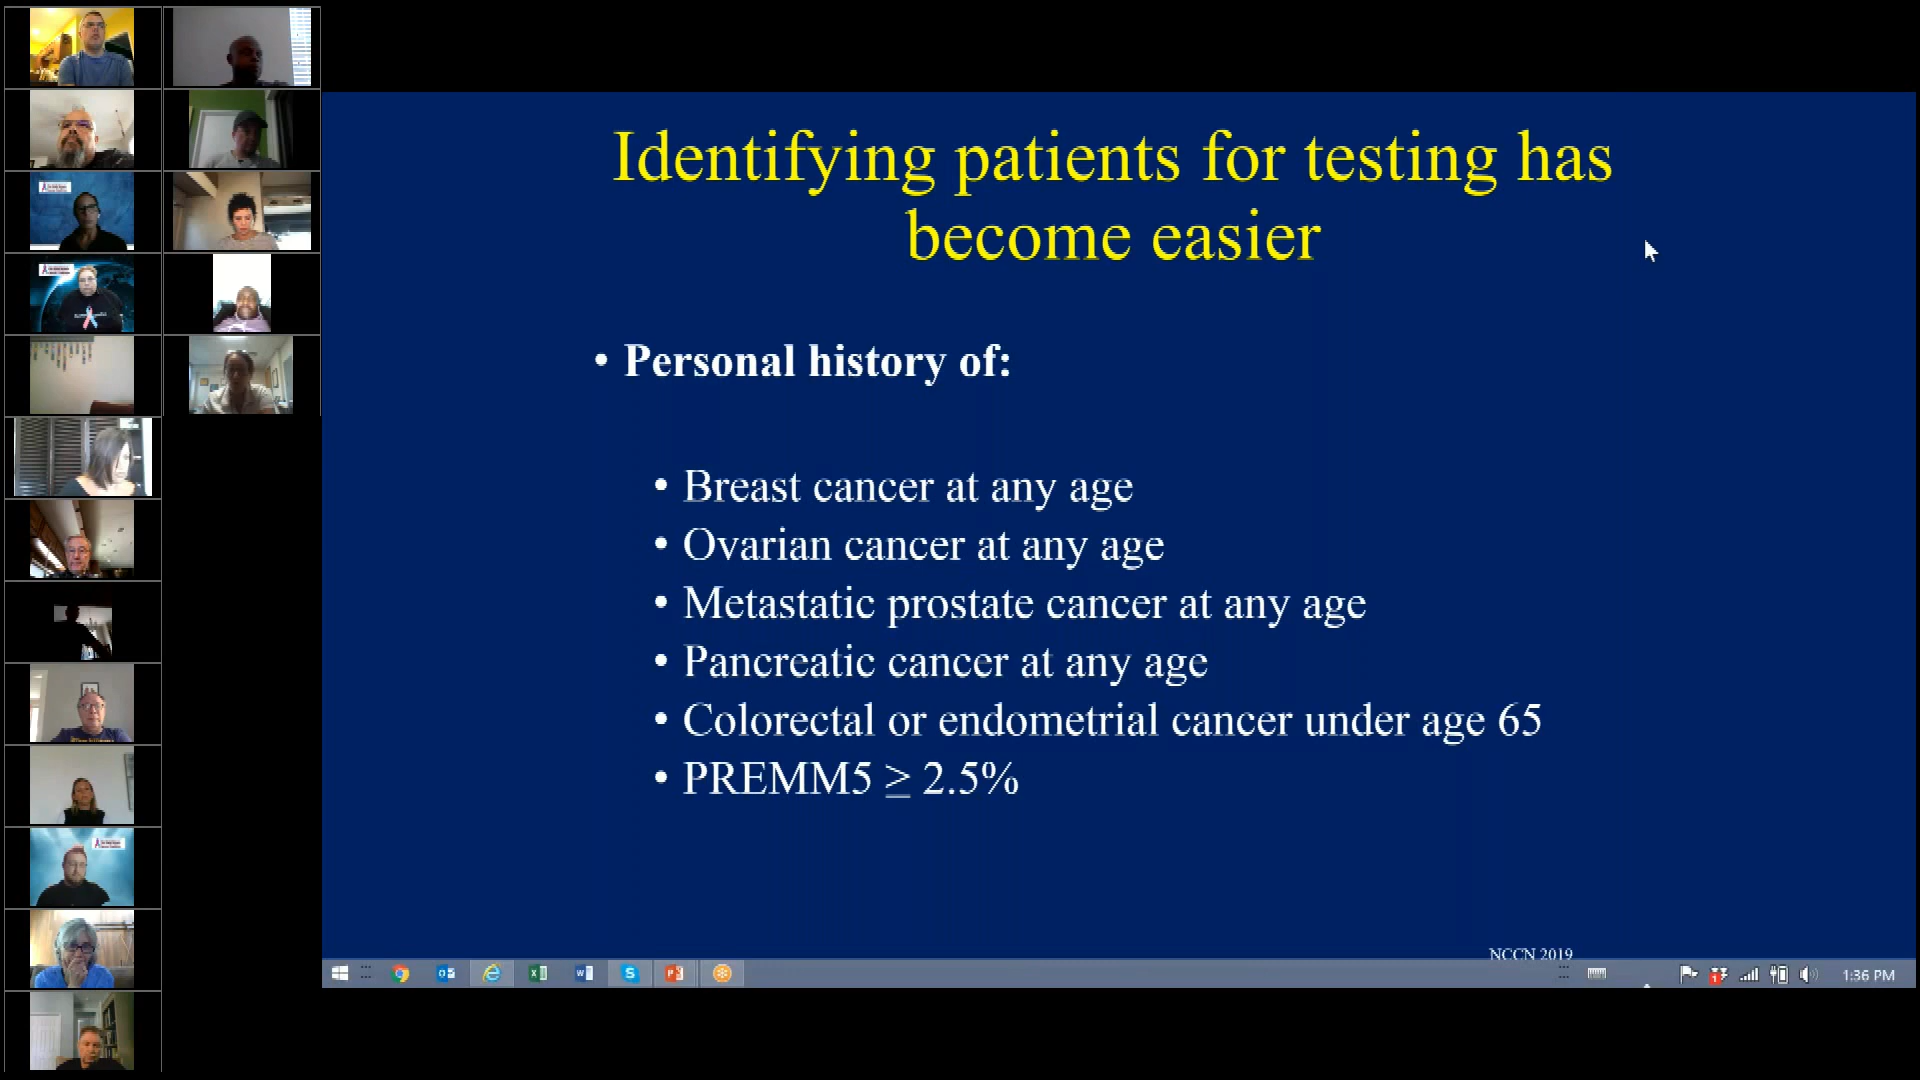 Identifying patients for testing has
become easier
• Personal history of:
• Breast cancer at any age
• Ovarian cancer at any age
• Metastatic prostate cancer at any age
• Pancreatic cancer at any age
• Colorectal or endometrial cancer under age 65
• PREMM5 ≥ 2.5%
NCCN 2019
1:36 PM